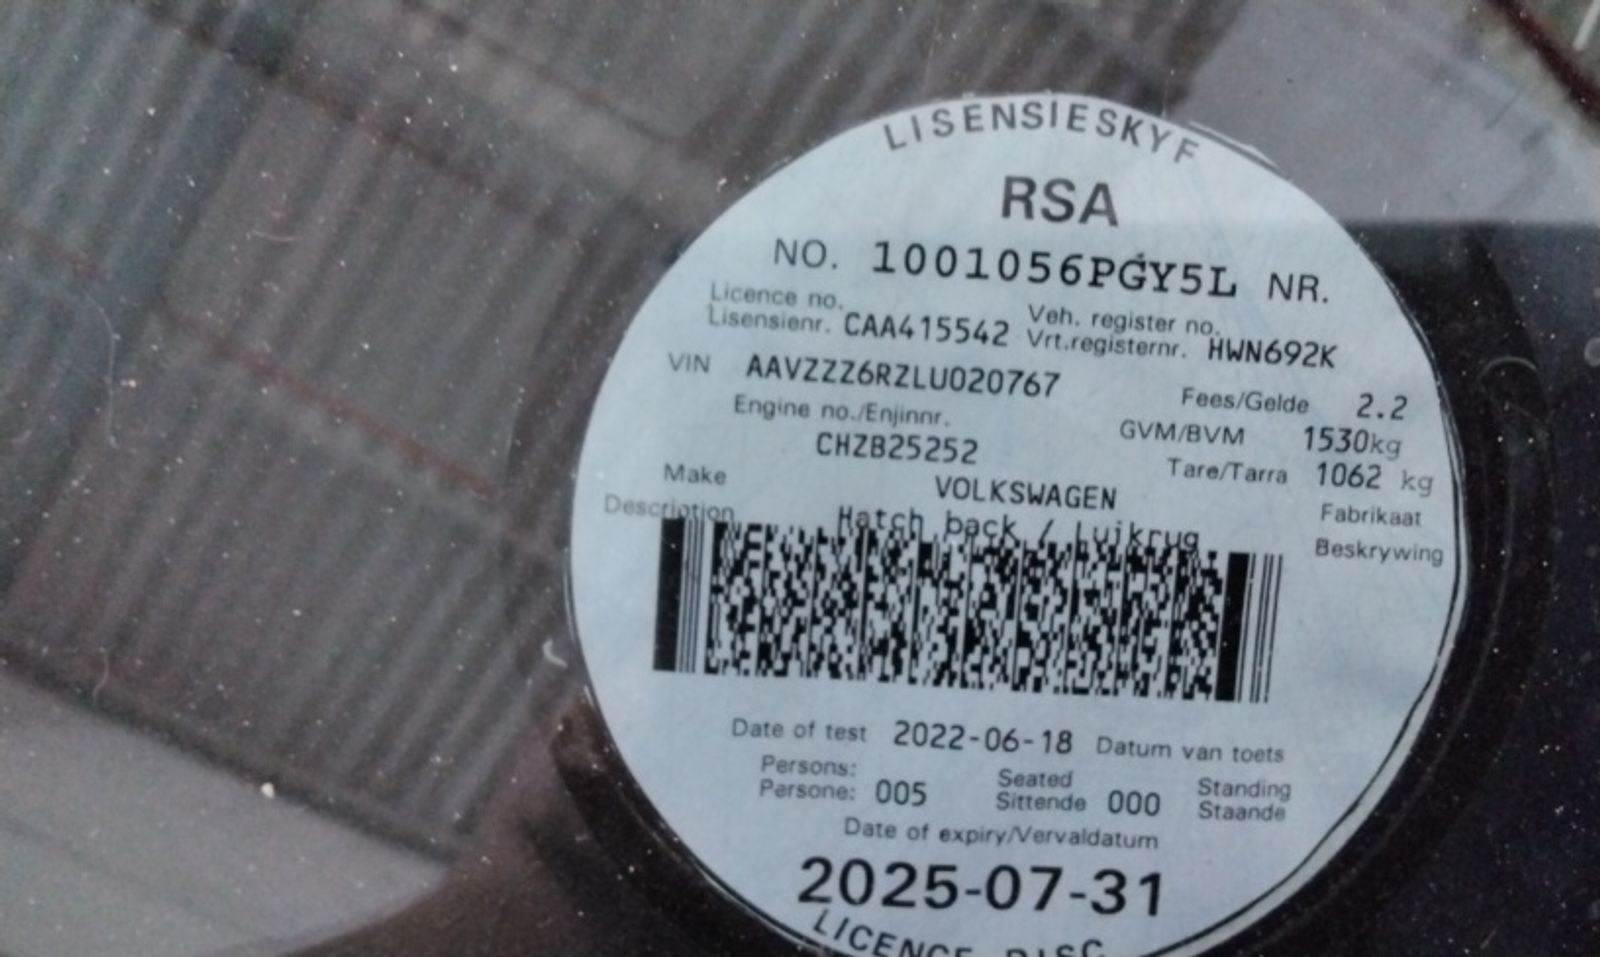 LISENSIESKYF
RSA
NO. 1001056PGY5L NR.
Licence no. Veh. register no.
Lisensienr. CAA415542 Vrt.registernr. HWN692K
VIN AAVZZZ6RZLU020767 Fees/Gelde 2.2
Engine no./Enjinnr. GVM/BVM 1530kg
CHZB25252 Tare/Tarra 1062 kg
Make VOLKSWAGEN Fabrikaat
Description Hatch back / Luikrug Beskrywing
Date of test 2022-06-18 Datum van toets
Persons: Seated Standing
Persone: 005 Sittende 000 Staande
Date of expiry/Vervaldatum
2025-07-31
LICENCE DISC